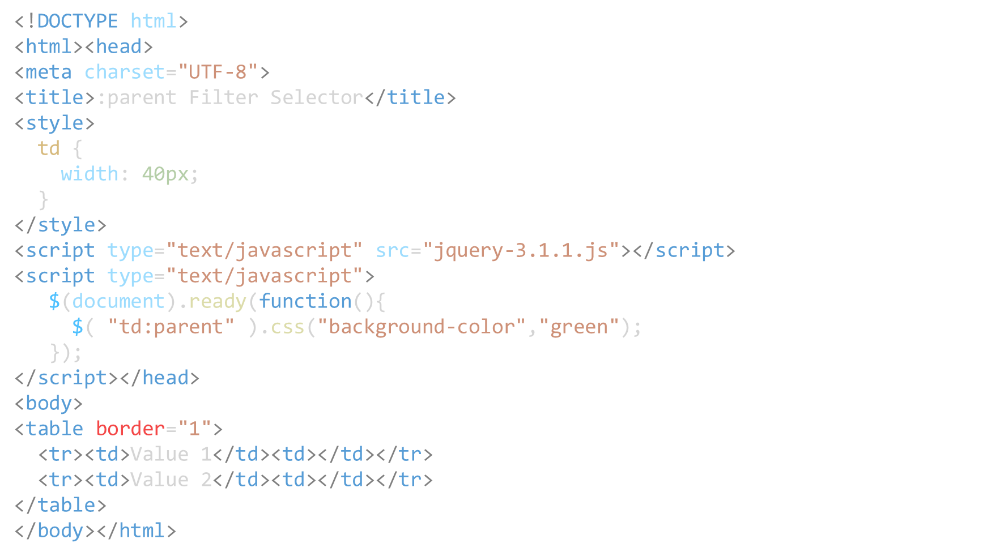 <!DOCTYPE html>
<html><head>
<meta charset="UTF-8">
<title>:parent Filter Selector</title>
<style>
  td {
    width: 40px;
  }
</style>
<script type="text/javascript" src="jquery-3.1.1.js"></script>
<script type="text/javascript">
   $(document).ready(function(){
     $( "td:parent" ).css("background-color","green");
   });
</script></head>
<body>
<table border="1">
  <tr><td>Value 1</td><td></td></tr>
  <tr><td>Value 2</td><td></td></tr>
</table>
</body></html>